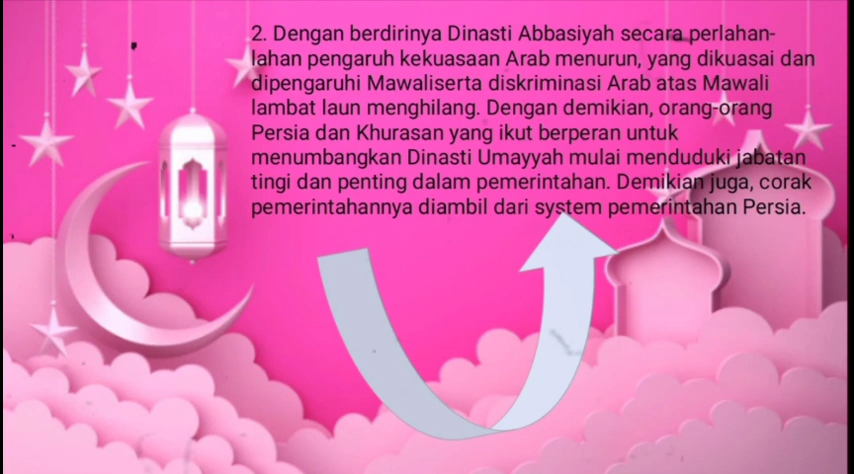 2. Dengan berdirinya Dinasti Abbasiyah secara perlahan-
lahan pengaruh kekuasaan Arab menurun, yang dikuasai dan
dipengaruhi Mawaliserta diskriminasi Arab atas Mawali
lambat laun menghilang. Dengan demikian, orang-orang
Persia dan Khurasan yang ikut berperan untuk
menumbangkan Dinasti Umayyah mulai menduduki jabatan
tingi dan penting dalam pemerintahan. Demikian juga, corak
pemerintahannya diambil dari system pemerintahan Persia.